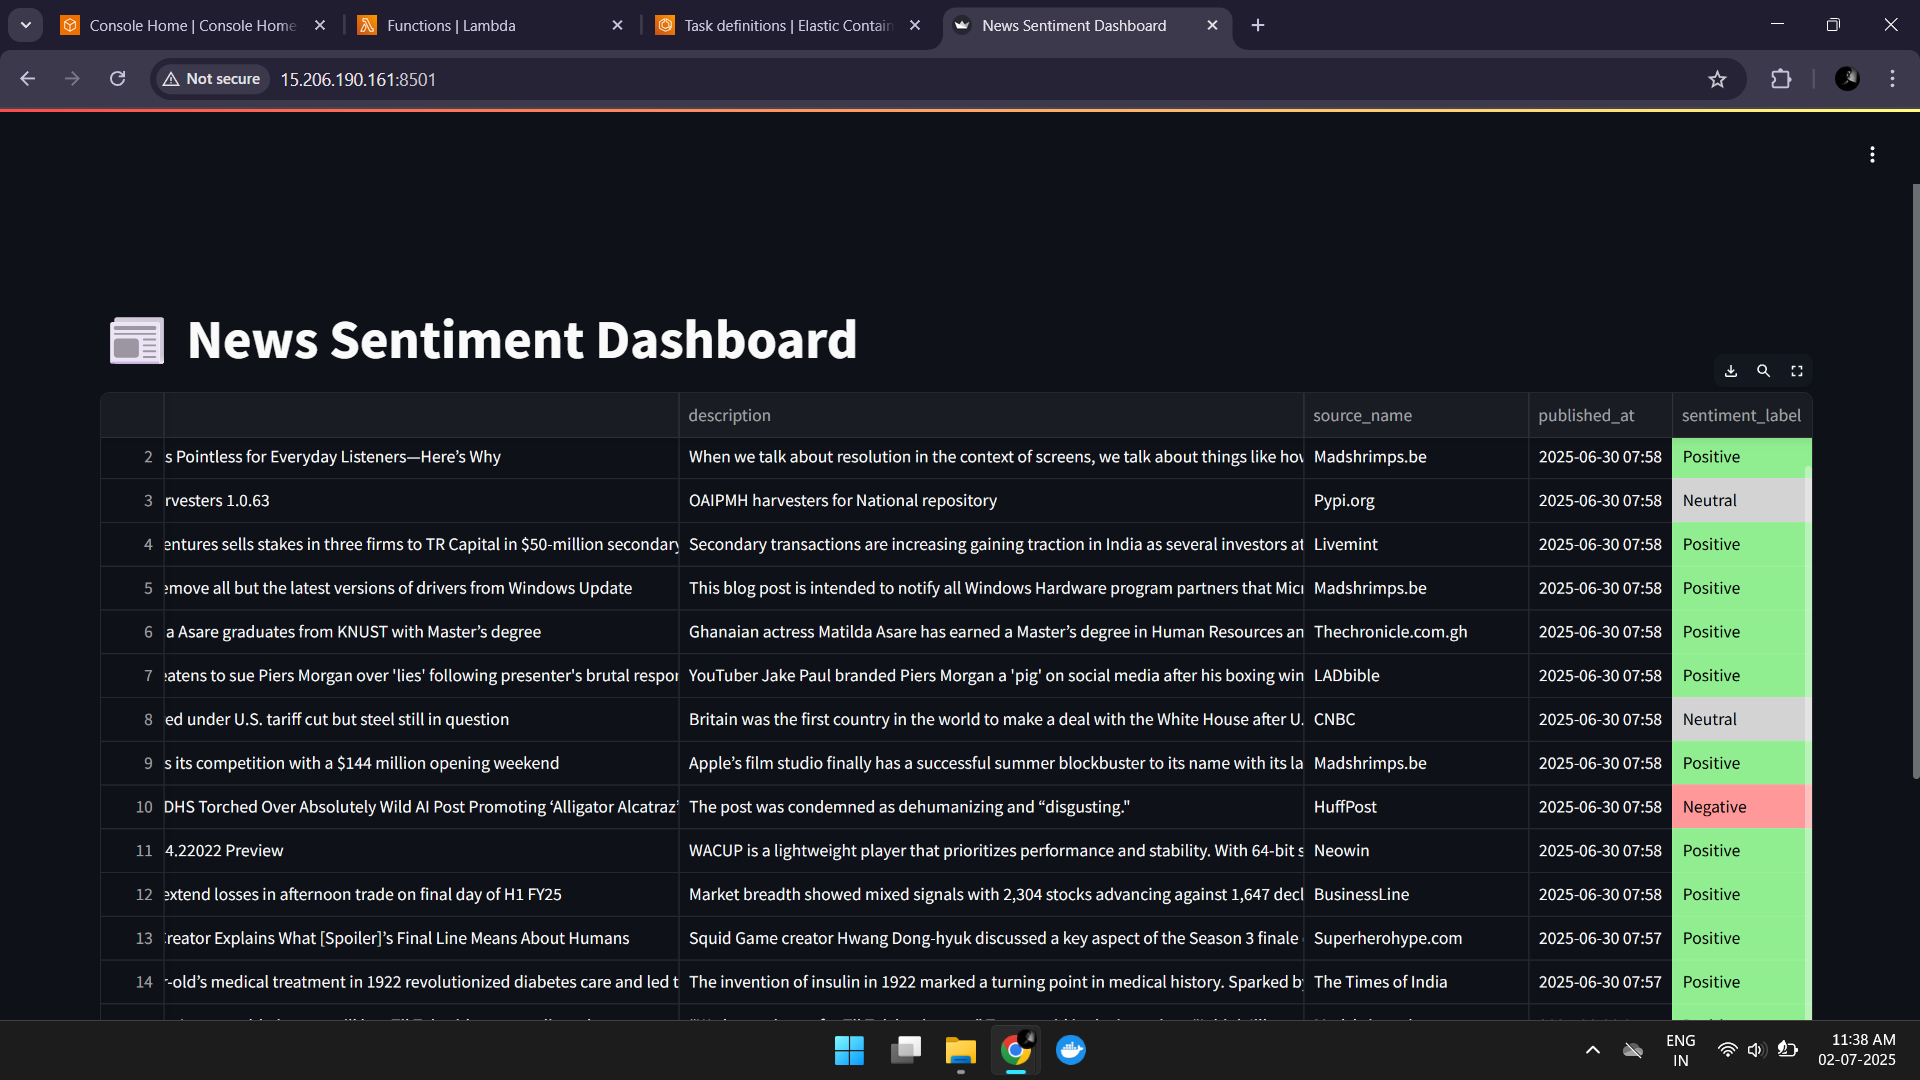 Console Home | Console Home
Functions | Lambda
Task definitions | Elastic Contain
News Sentiment Dashboard
Not secure
15.206.190.161:8501
News Sentiment Dashboard
description source_name published_at sentiment_label
2 s Pointless for Everyday Listeners—Here’s Why When we talk about resolution in the context of screens, we talk about things like how Madshrimps.be 2025-06-30 07:58 Positive
3 rvesters 1.0.63 OAIPMH harvesters for National repository Pypi.org 2025-06-30 07:58 Neutral
4 entures sells stakes in three firms to TR Capital in $50-million secondary Secondary transactions are increasing gaining traction in India as several investors at Livemint 2025-06-30 07:58 Positive
5 emove all but the latest versions of drivers from Windows Update This blog post is intended to notify all Windows Hardware program partners that Micr Madshrimps.be 2025-06-30 07:58 Positive
6 a Asare graduates from KNUST with Master’s degree Ghanaian actress Matilda Asare has earned a Master’s degree in Human Resources an Thechronicle.com.gh 2025-06-30 07:58 Positive
7 eatens to sue Piers Morgan over 'lies' following presenter's brutal respor YouTuber Jake Paul branded Piers Morgan a 'pig' on social media after his boxing win LADbible 2025-06-30 07:58 Positive
8 ed under U.S. tariff cut but steel still in question Britain was the first country in the world to make a deal with the White House after U. CNBC 2025-06-30 07:58 Neutral
9 s its competition with a $144 million opening weekend Apple’s film studio finally has a successful summer blockbuster to its name with its la Madshrimps.be 2025-06-30 07:58 Positive
10 DHS Torched Over Absolutely Wild AI Post Promoting ‘Alligator Alcatraz’ The post was condemned as dehumanizing and “disgusting." HuffPost 2025-06-30 07:58 Negative
11 4.22022 Preview WACUP is a lightweight player that prioritizes performance and stability. With 64-bit s Neowin 2025-06-30 07:58 Positive
12 extend losses in afternoon trade on final day of H1 FY25 Market breadth showed mixed signals with 2,304 stocks advancing against 1,647 decl BusinessLine 2025-06-30 07:58 Positive
13 Creator Explains What [Spoiler]’s Final Line Means About Humans Squid Game creator Hwang Dong-hyuk discussed a key aspect of the Season 3 finale Superherohype.com 2025-06-30 07:57 Positive
14 r-old’s medical treatment in 1922 revolutionized diabetes care and led t The invention of insulin in 1922 marked a turning point in medical history. Sparked by The Times of India 2025-06-30 07:57 Positive
ENG
IN
11:38 AM
02-07-2025